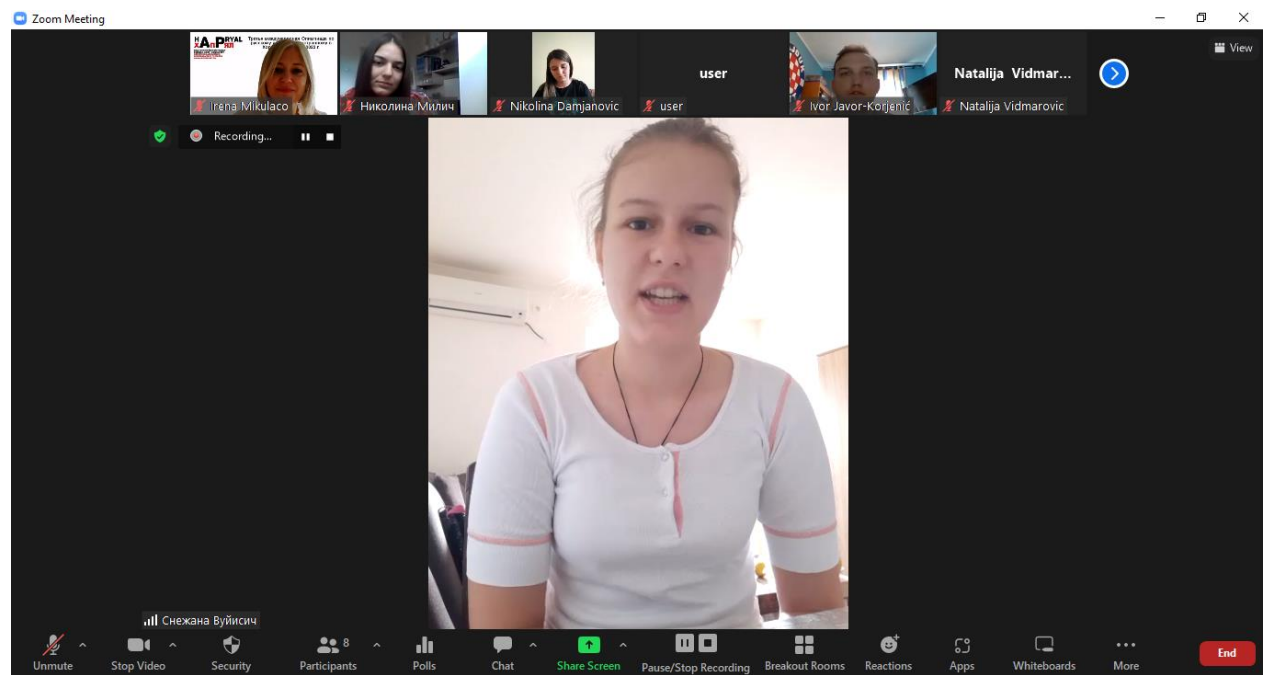 Zoom Meeting
PRYAL
user
Natalija Vidmar...
View
Irena Mikulaco
Николина Милич
Nikolina Damjanovic
user
Ivor Javor-Korjenić
Natalija Vidmarovic
Recording...
Снежана Вуйисич
8
Unmute
Stop Video
Security
Participants
Polls
Chat
Share Screen
Pause/Stop Recording
Breakout Rooms
Reactions
Apps
Whiteboards
More
End